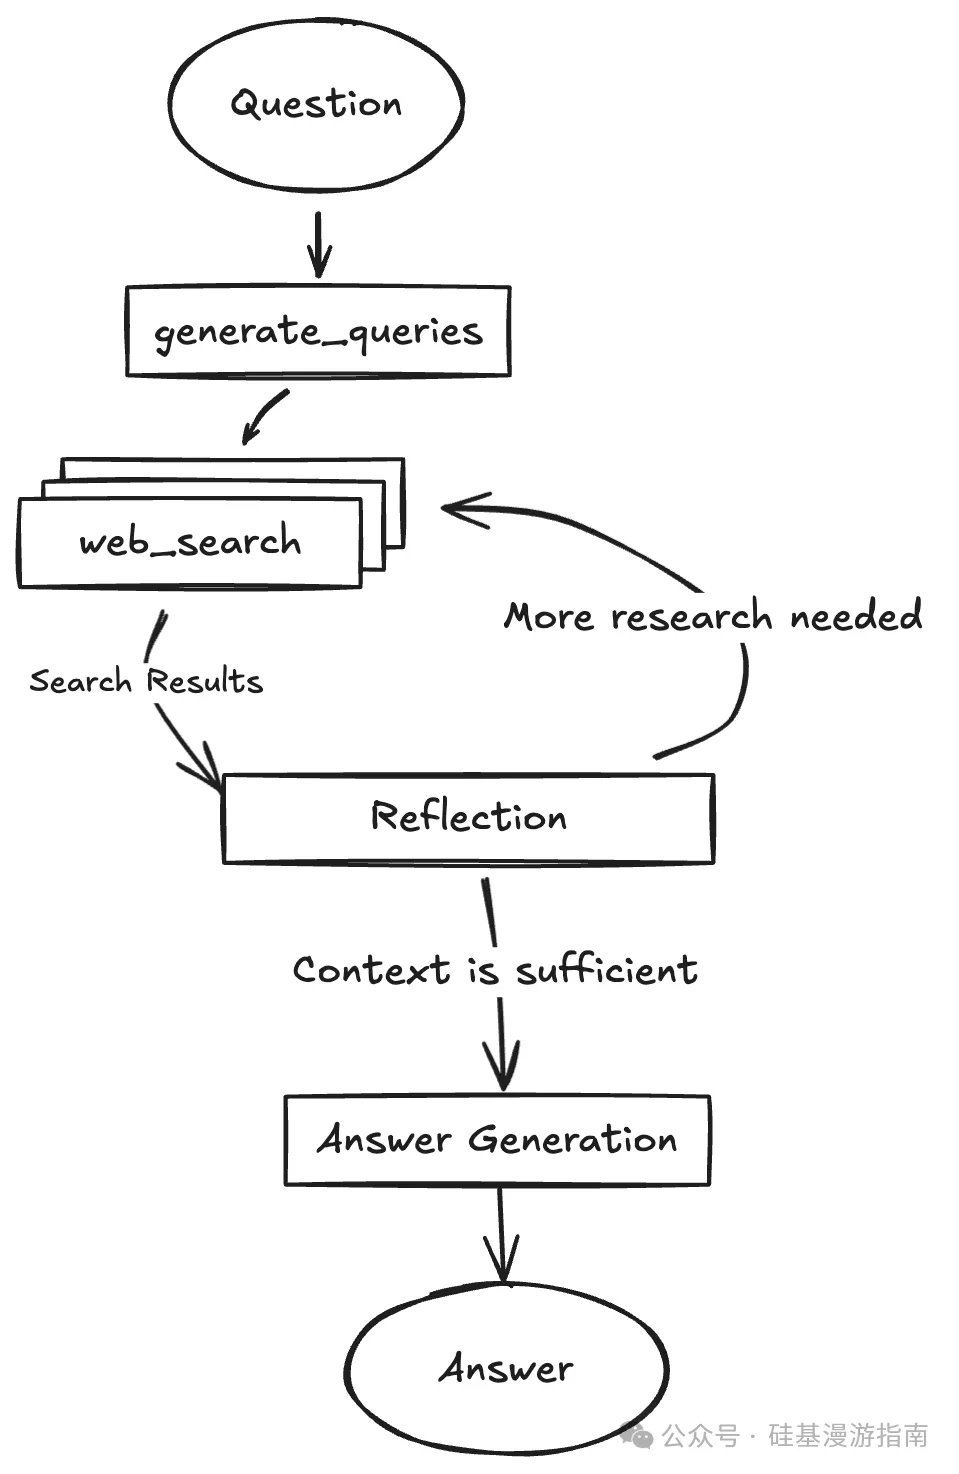 Question
generate_queries
web_search
More research needed
Search Results
Reflection
Context is sufficient
Answer Generation
Answer
公众号 · 硅基漫游指南